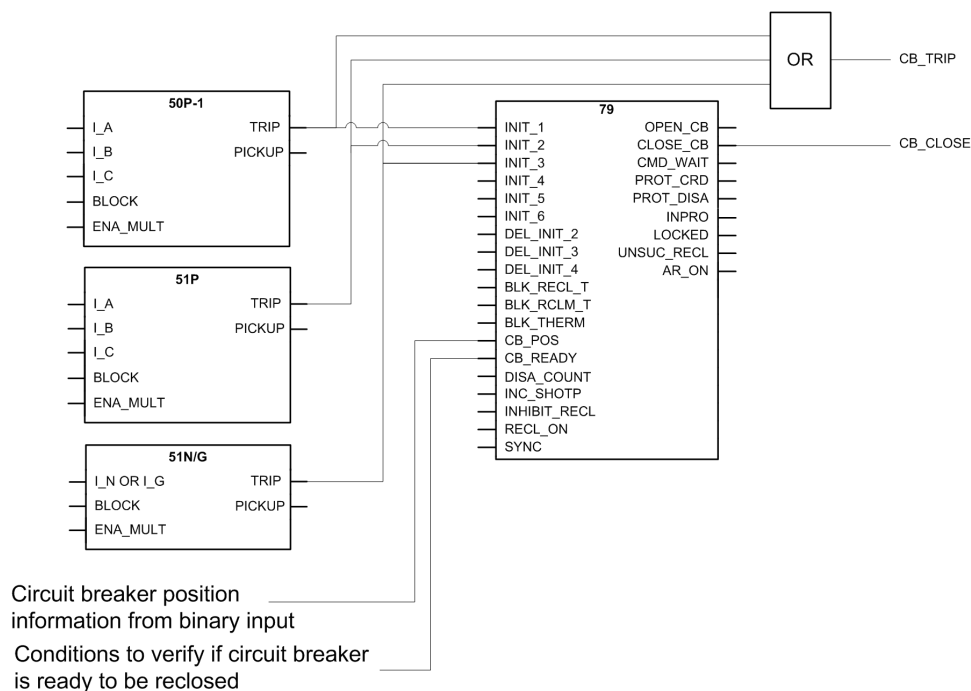 OR
CB_TRIP
50P-1
I_A
TRIP
I_B
PICKUP
I_C
BLOCK
ENA_MULT
79
INIT_1
OPEN_CB
INIT_2
CLOSE_CB
CB_CLOSE
INIT_3
CMD_WAIT
INIT_4
PROT_CRD
INIT_5
PROT_DISA
INIT_6
INPRO
DEL_INIT_2
LOCKED
DEL_INIT_3
UNSUC_RECL
DEL_INIT_4
AR_ON
BLK_RECL_T
BLK_RCLM_T
BLK_THERM
CB_POS
CB_READY
DISA_COUNT
INC_SHOTP
INHIBIT_RECL
RECL_ON
SYNC
51P
I_A
TRIP
I_B
PICKUP
I_C
BLOCK
ENA_MULT
51N/G
I_N OR I_G
TRIP
BLOCK
PICKUP
ENA_MULT
Circuit breaker position
information from binary input
Conditions to verify if circuit breaker
is ready to be reclosed